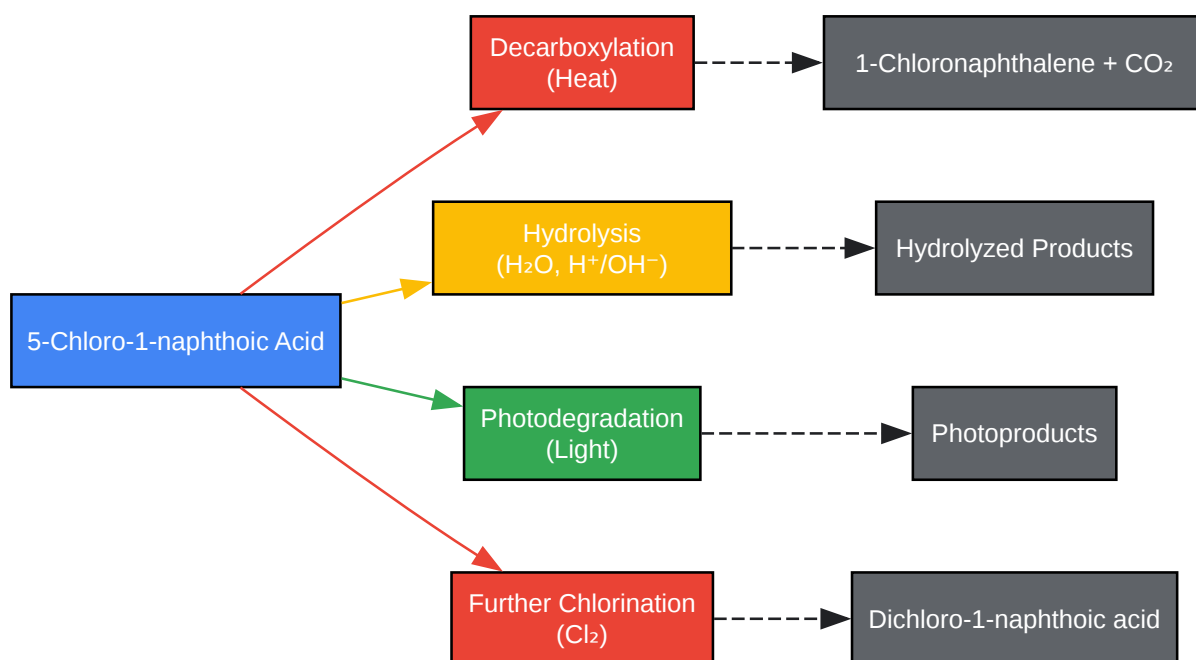 Decarboxylation
(Heat)
1-Chloronaphthalene + CO₂
Hydrolysis
(H₂O, H⁺/OH⁻)
Hydrolyzed Products
5-Chloro-1-naphthoic Acid
Photodegradation
(Light)
Photoproducts
Further Chlorination
(Cl₂)
Dichloro-1-naphthoic acid